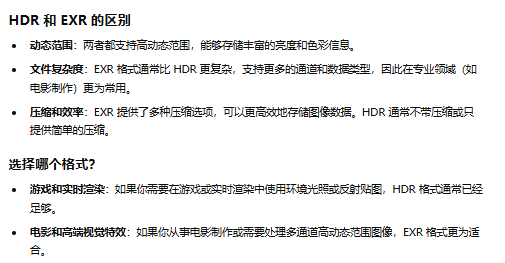 HDR 和 EXR 的区别
• 动态范围：两者都支持高动态范围，能够存储丰富的亮度和色彩信息。
• 文件复杂度：EXR 格式通常比 HDR 更复杂，支持更多的通道和数据类型，因此在专业领域（如
电影制作）更为常用。
• 压缩和效率：EXR 提供了多种压缩选项，可以更高效地存储图像数据。HDR 通常不带压缩或只
提供简单的压缩。
选择哪个格式？
• 游戏和实时渲染：如果你需要在游戏或实时渲染中使用环境光照或反射贴图，HDR 格式通常已经
足够。
• 电影和高端视觉特效：如果你从事电影制作或需要处理多通道高动态范围图像，EXR 格式更为适
合。